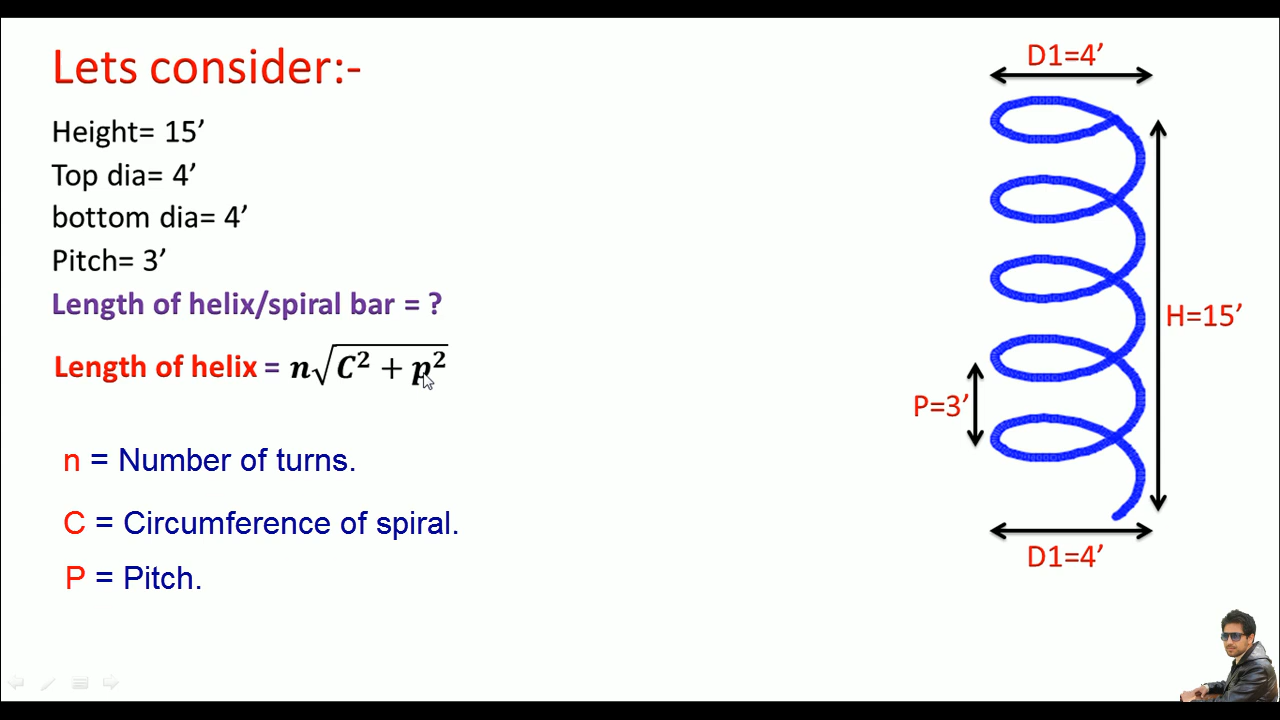 Lets consider:-
Height= 15’
Top dia= 4’
bottom dia= 4’
Pitch= 3’
Length of helix/spiral bar = ?
Length of helix = n√C² + p²
n = Number of turns.
C = Circumference of spiral.
P = Pitch.
D1=4’
H=15’
P=3’
D1=4’